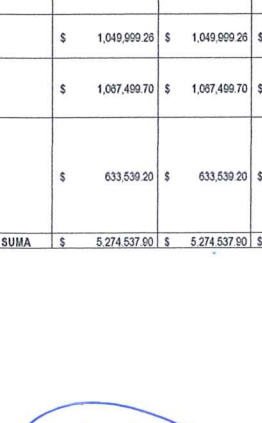 $ 1,049,999.26 $ 1,049,999.26 $
$ 1,067,499.70 $ 1,067,499.70 $
$ 633,539.20 $ 633,539.20 $
SUMA $ 5.274.537.90 $ 5.274.537.90 $